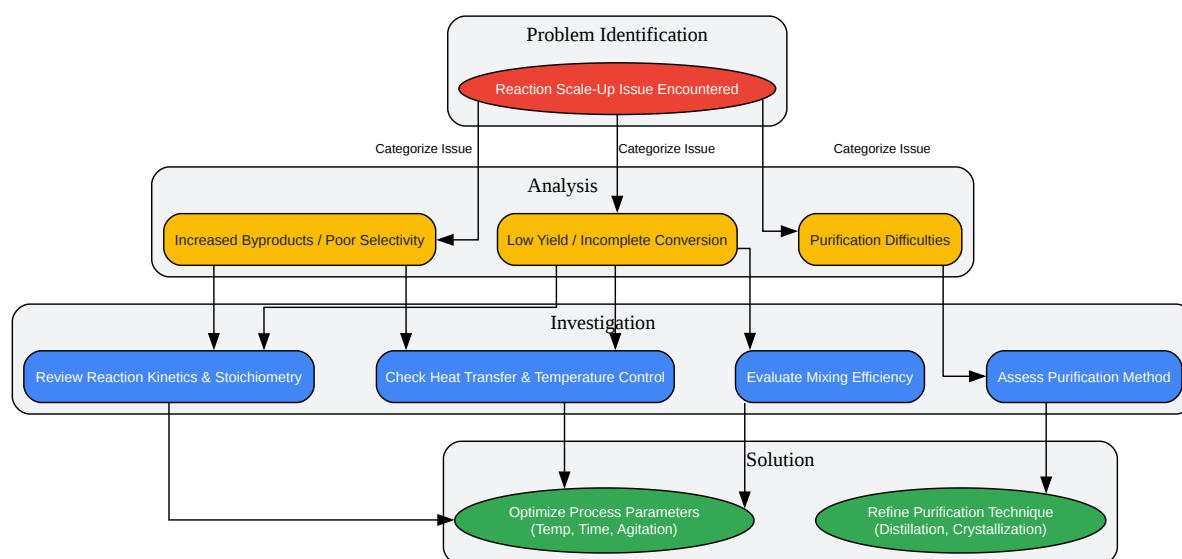 Problem Identification
Reaction Scale-Up Issue Encountered
Categorize Issue
Categorize Issue
Categorize Issue
Analysis
Increased Byproducts / Poor Selectivity
Low Yield / Incomplete Conversion
Purification Difficulties
Investigation
Review Reaction Kinetics & Stoichiometry
Check Heat Transfer & Temperature Control
Evaluate Mixing Efficiency
Assess Purification Method
Solution
Optimize Process Parameters
(Temp, Time, Agitation)
Refine Purification Technique
(Distillation, Crystallization)